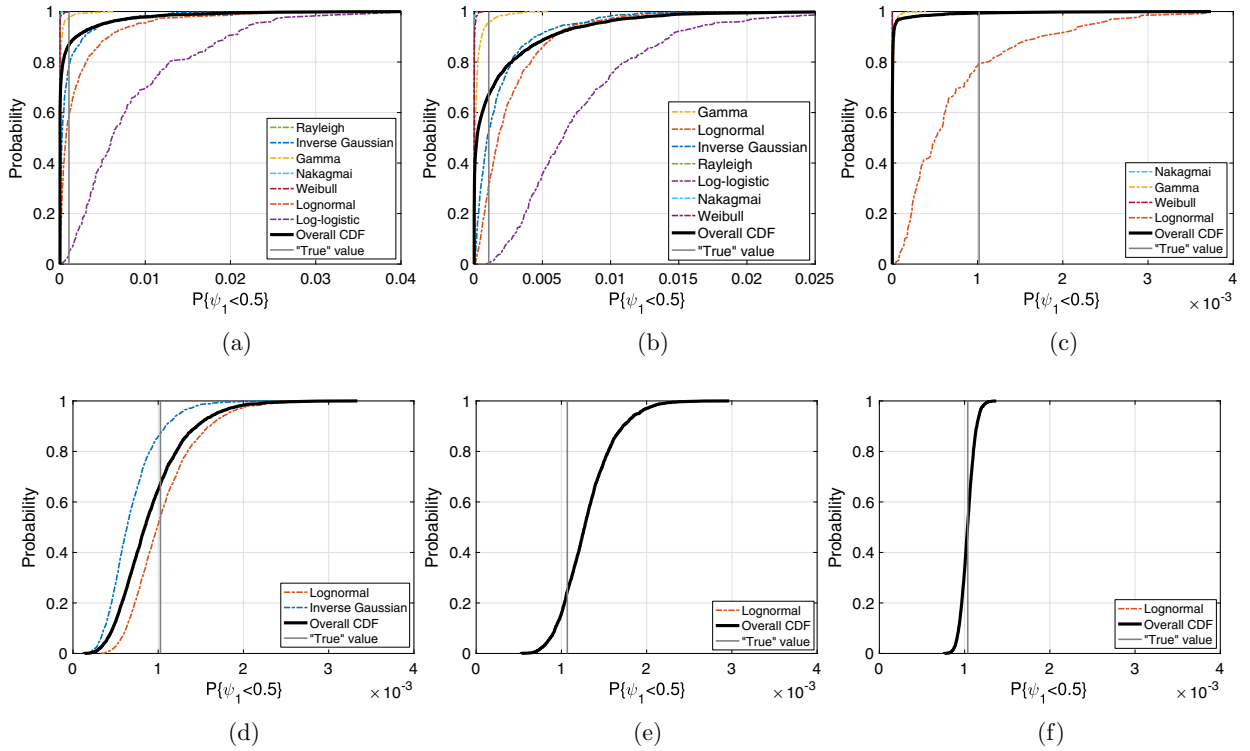 Probability
1
0.8
0.6
0.4
0.2
0
Rayleigh
Inverse Gaussian
Gamma
Nakagmai
Weibull
Lognormal
Log-logistic
Overall CDF
"True" value
0 0.01 0.02 0.03 0.04
P{ψ_1<0.5}
(a)
Probability
1
0.8
0.6
0.4
0.2
0
Gamma
Lognormal
Inverse Gaussian
Rayleigh
Log-logistic
Nakagmai
Weibull
Overall CDF
"True" value
0 0.005 0.01 0.015 0.02 0.025
P{ψ_1<0.5}
(b)
Probability
1
0.8
0.6
0.4
0.2
0
Nakagmai
Gamma
Weibull
Lognormal
Overall CDF
"True" value
0 1 2 3 4
P{ψ_1<0.5}
× 10^-3
(c)
Probability
1
0.8
0.6
0.4
0.2
0
Lognormal
Inverse Gaussian
Overall CDF
"True" value
0 1 2 3 4
P{ψ_1<0.5}
× 10^-3
(d)
Probability
1
0.8
0.6
0.4
0.2
0
Lognormal
Overall CDF
"True" value
0 1 2 3 4
P{ψ_1<0.5}
× 10^-3
(e)
Probability
1
0.8
0.6
0.4
0.2
0
Lognormal
Overall CDF
"True" value
0 1 2 3 4
P{ψ_1<0.5}
× 10^-3
(f)